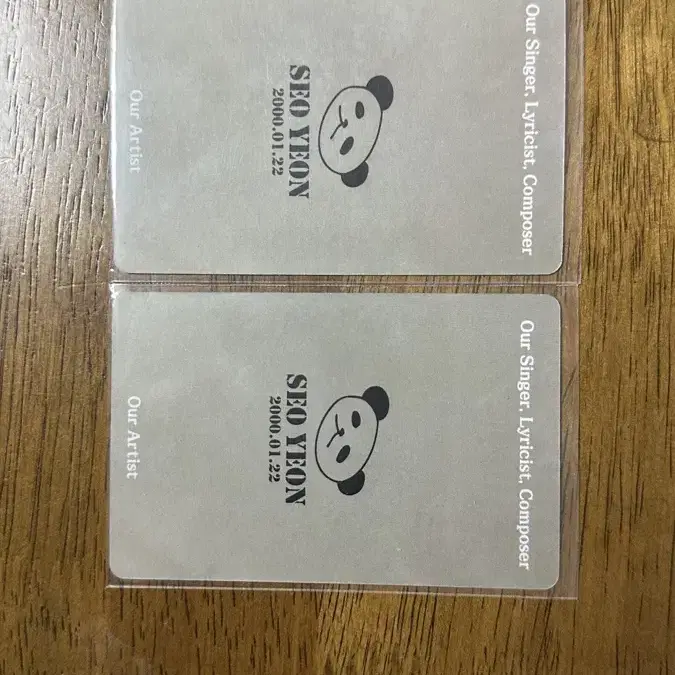 Our Singer, Lyricist, Composer
SEO YEON
2000.01.22
Our Artist
Our Singer, Lyricist, Composer
SEO YEON
2000.01.22
Our Artist